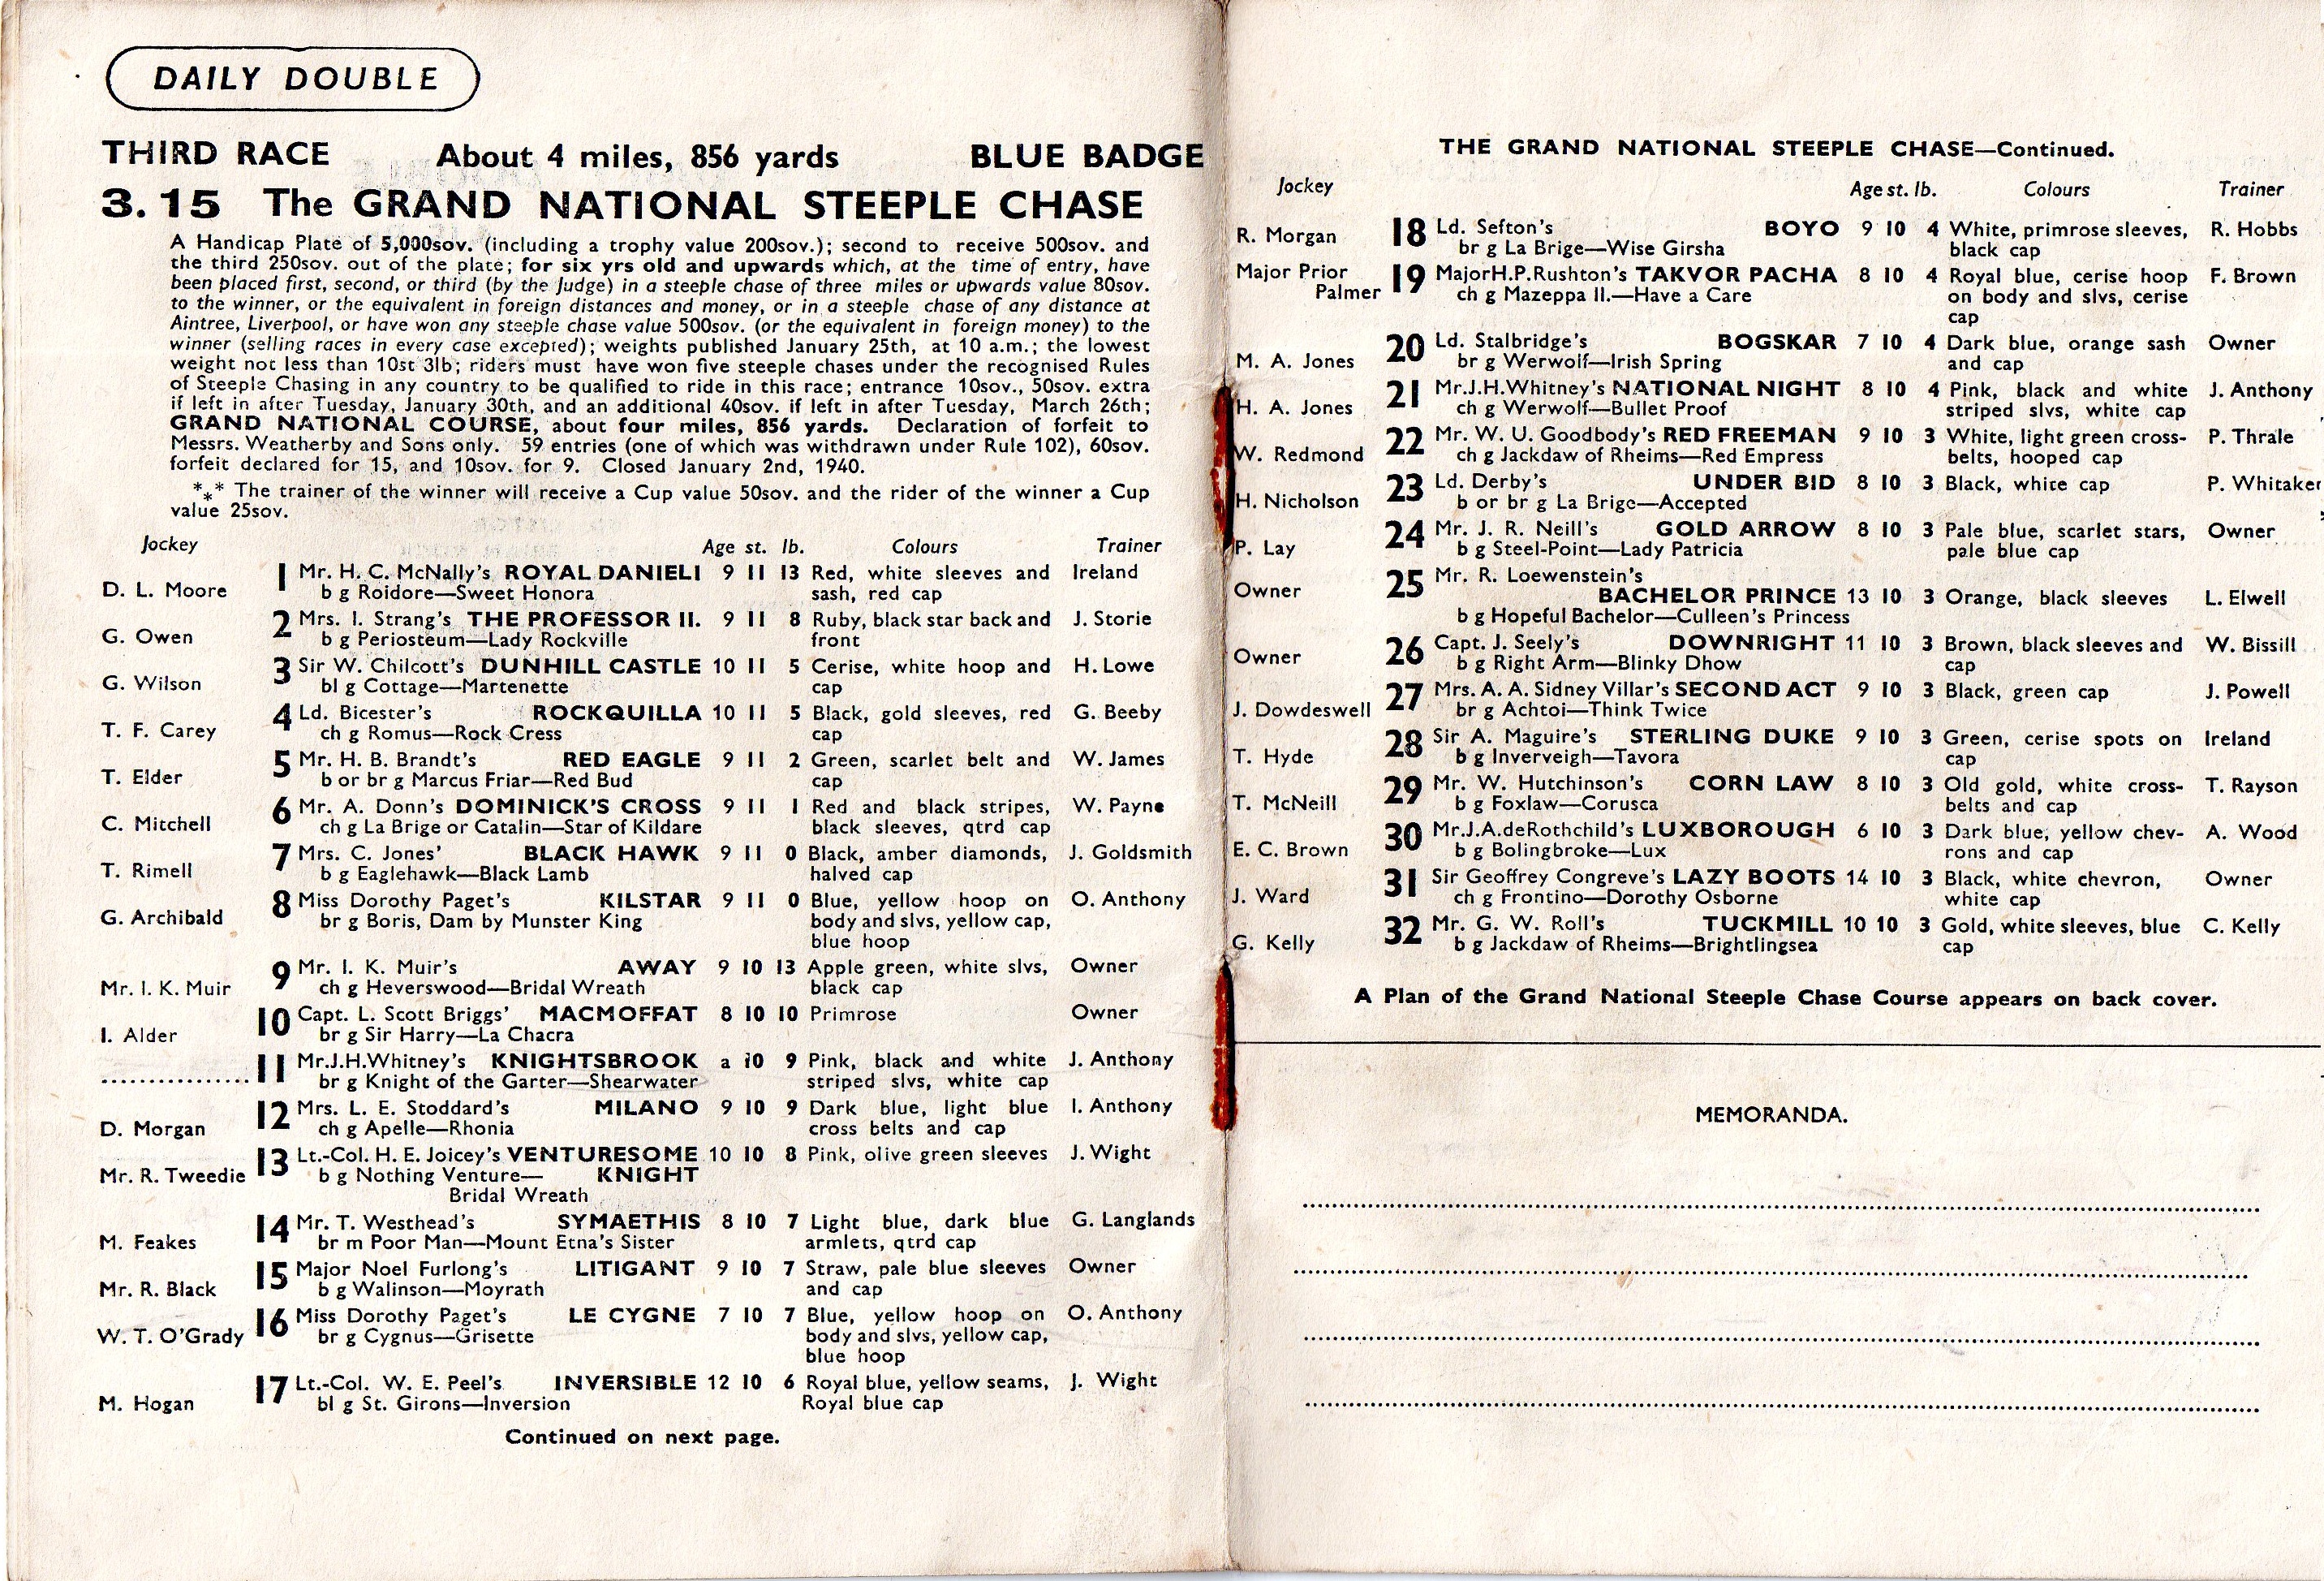 DAILY DOUBLE
THIRD RACE About 4 miles, 856 yards BLUE BADGE
3.15 The GRAND NATIONAL STEEPLE CHASE
A Handicap Plate of 5,000sov. (including a trophy value 200sov.); second to receive 500sov. and
the third 250sov. out of the plate; for six yrs old and upwards which, at the time of entry, have
been placed first, second, or third (by the Judge) in a steeple chase of three miles or upwards value 80sov.
to the winner, or the equivalent in foreign distances and money, or in a steeple chase of any distance at
Aintree, Liverpool, or have won any steeple chase value 500sov. (or the equivalent in foreign money) to the
winner (selling races in every case excepted); weights published January 25th, at 10 a.m.; the lowest
weight not less than 10st 3lb; riders must have won five steeple chases under the recognised Rules
of Steeple Chasing in any country to be qualified to ride in this race; entrance 10sov., 50sov. extra
if left in after Tuesday, January 30th, and an additional 40sov. if left in after Tuesday, March 26th;
GRAND NATIONAL COURSE, about four miles, 856 yards. Declaration of forfeit to
Messrs. Weatherby and Sons only. 59 entries (one of which was withdrawn under Rule 102), 60sov.
forfeit declared for 15, and 10sov. for 9. Closed January 2nd, 1940.
*** The trainer of the winner will receive a Cup value 50sov. and the rider of the winner a Cup
value 25sov.
Jockey Age st. lb. Colours Trainer
1 Mr. H. C. McNally's ROYAL DANIELI 9 11 13 Red, white sleeves and Ireland
D. L. Moore b g Roidore—Sweet Honora sash, red cap
2 Mrs. I. Strang's THE PROFESSOR II. 9 11 8 Ruby, black star back and J. Storie
G. Owen b g Periosteum—Lady Rockville front
3 Sir W. Chilcott's DUNHILL CASTLE 10 11 5 Cerise, white hoop and H. Lowe
G. Wilson bl g Cottage—Martenette cap
4 Ld. Bicester's ROCKQUILLA 10 11 5 Black, gold sleeves, red G. Beeby
T. F. Carey ch g Romus—Rock Cress cap
5 Mr. H. B. Brandt's RED EAGLE 9 11 2 Green, scarlet belt and W. James
T. Elder b or br g Marcus Friar—Red Bud cap
6 Mr. A. Donn's DOMINICK'S CROSS 9 11 1 Red and black stripes, W. Payne
C. Mitchell ch g La Brige or Catalin—Star of Kildare black sleeves, qtrd cap
7 Mrs. C. Jones' BLACK HAWK 9 11 0 Black, amber diamonds, J. Goldsmith
T. Rimell b g Eaglehawk—Black Lamb halved cap
8 Miss Dorothy Paget's KILSTAR 9 11 0 Blue, yellow hoop on O. Anthony
G. Archibald br g Boris, Dam by Munster King body and slvs, yellow cap,
blue hoop
9 Mr. I. K. Muir's AWAY 9 10 13 Apple green, white slvs, Owner
Mr. I. K. Muir ch g Heverswood—Bridal Wreath black cap
10 Capt. L. Scott Briggs' MACMOFFAT 8 10 10 Primrose Owner
I. Alder br g Sir Harry—La Chacra
11 Mr.J.H.Whitney's KNIGHTSBROOK a 10 9 Pink, black and white J. Anthony
................ br g Knight of the Garter—Shearwater striped slvs, white cap
12 Mrs. L. E. Stoddard's MILANO 9 10 9 Dark blue, light blue I. Anthony
D. Morgan ch g Apelle—Rhonia cross belts and cap
13 Lt.-Col. H. E. Joicey's VENTURESOME 10 10 8 Pink, olive green sleeves J. Wight
Mr. R. Tweedie b g Nothing Venture— KNIGHT
Bridal Wreath
14 Mr. T. Westhead's SYMAETHIS 8 10 7 Light blue, dark blue G. Langlands
M. Feakes br m Poor Man—Mount Etna's Sister armlets, qtrd cap
15 Major Noel Furlong's LITIGANT 9 10 7 Straw, pale blue sleeves Owner
Mr. R. Black b g Walinson—Moyrath and cap
16 Miss Dorothy Paget's LE CYGNE 7 10 7 Blue, yellow hoop on O. Anthony
W. T. O'Grady br g Cygnus—Grisette body and slvs, yellow cap,
blue hoop
17 Lt.-Col. W. E. Peel's INVERSIBLE 12 10 6 Royal blue, yellow seams, J. Wight
M. Hogan bl g St. Girons—Inversion Royal blue cap
Continued on next page.
THE GRAND NATIONAL STEEPLE CHASE—Continued.
Jockey Age st. lb. Colours Trainer
18 Ld. Sefton's BOYO 9 10 4 White, primrose sleeves, R. Hobbs
R. Morgan br g La Brige—Wise Girsha black cap
Major Prior 19 MajorH.P.Rushton's TAKVOR PACHA 8 10 4 Royal blue, cerise hoop F. Brown
Palmer ch g Mazeppa II.—Have a Care on body and slvs, cerise
cap
20 Ld. Stalbridge's BOGSKAR 7 10 4 Dark blue, orange sash Owner
M. A. Jones br g Werwolf—Irish Spring and cap
21 Mr.J.H.Whitney's NATIONAL NIGHT 8 10 4 Pink, black and white J. Anthony
H. A. Jones ch g Werwolf—Bullet Proof striped slvs, white cap
22 Mr. W. U. Goodbody's RED FREEMAN 9 10 3 White, light green cross- P. Thrale
W. Redmond ch g Jackdaw of Rheims—Red Empress belts, hooped cap
23 Ld. Derby's UNDER BID 8 10 3 Black, white cap P. Whitaker
H. Nicholson b or br g La Brige—Accepted
24 Mr. J. R. Neill's GOLD ARROW 8 10 3 Pale blue, scarlet stars, Owner
P. Lay b g Steel-Point—Lady Patricia pale blue cap
25 Mr. R. Loewenstein's
Owner BACHELOR PRINCE 13 10 3 Orange, black sleeves L. Elwell
b g Hopeful Bachelor—Culleen's Princess
26 Capt. J. Seely's DOWNRIGHT 11 10 3 Brown, black sleeves and W. Bissill
Owner b g Right Arm—Blinky Dhow cap
27 Mrs. A. A. Sidney Villar's SECOND ACT 9 10 3 Black, green cap J. Powell
J. Dowdeswell br g Achtoi—Think Twice
28 Sir A. Maguire's STERLING DUKE 9 10 3 Green, cerise spots on Ireland
T. Hyde b g Inverveigh—Tavora cap
29 Mr. W. Hutchinson's CORN LAW 8 10 3 Old gold, white cross- T. Rayson
T. McNeill b g Foxlaw—Corusca belts and cap
30 Mr.J.A.deRothchild's LUXBOROUGH 6 10 3 Dark blue, yellow chev- A. Wood
E. C. Brown b g Bolingbroke—Lux rons and cap
31 Sir Geoffrey Congreve's LAZY BOOTS 14 10 3 Black, white chevron, Owner
J. Ward ch g Frontino—Dorothy Osborne white cap
32 Mr. G. W. Roll's TUCKMILL 10 10 3 Gold, white sleeves, blue C. Kelly
G. Kelly b g Jackdaw of Rheims—Brightlingsea cap
A Plan of the Grand National Steeple Chase Course appears on back cover.
MEMORANDA.